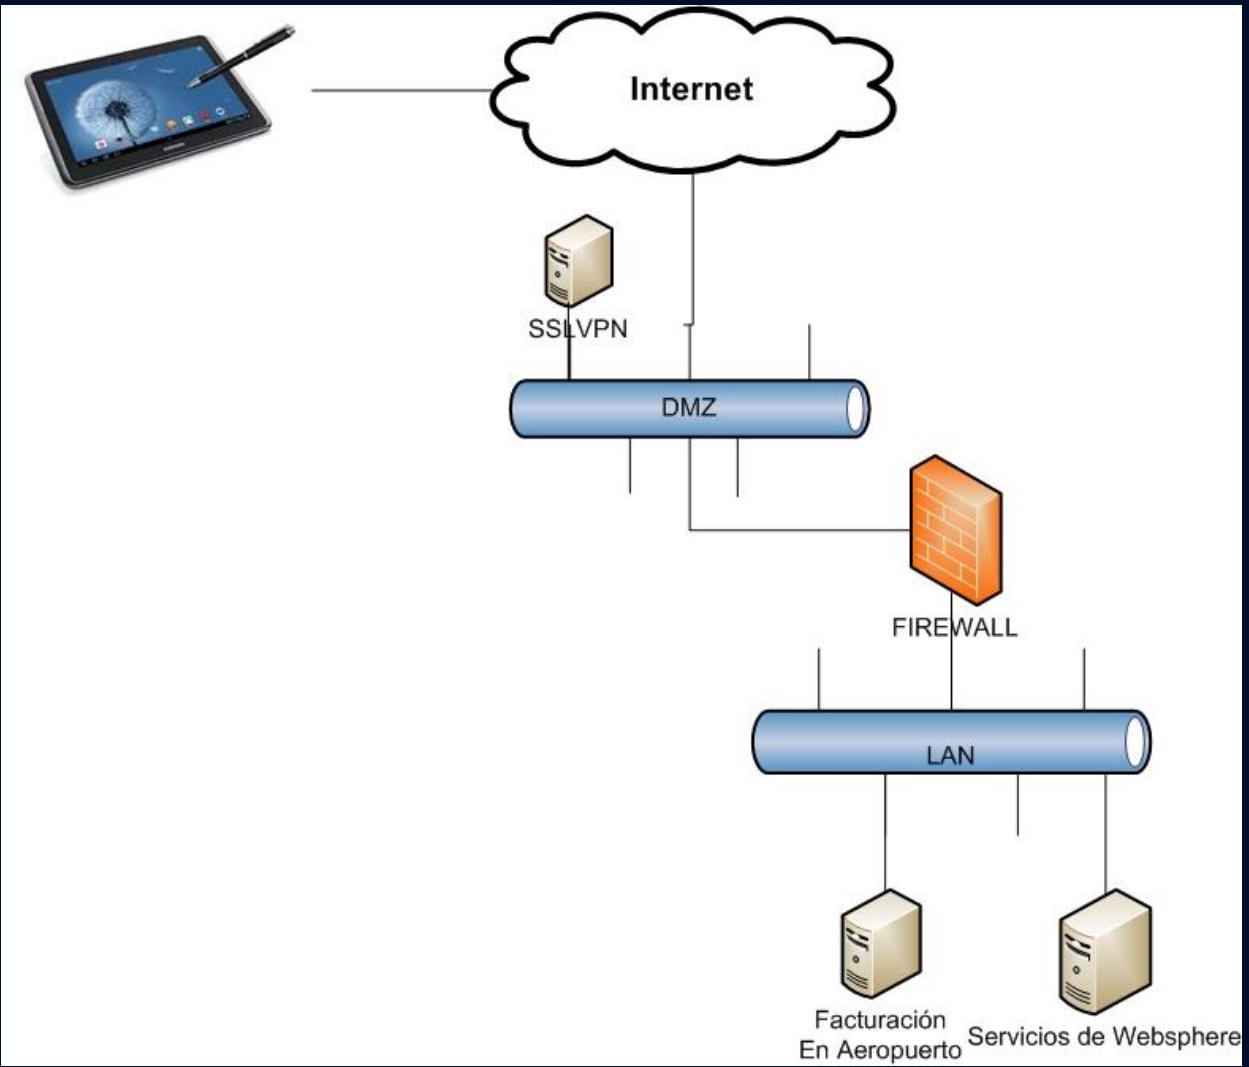 Internet
SSLVPN
DMZ
FIREWALL
LAN
Facturación
En Aeropuerto
Servicios de Websphere